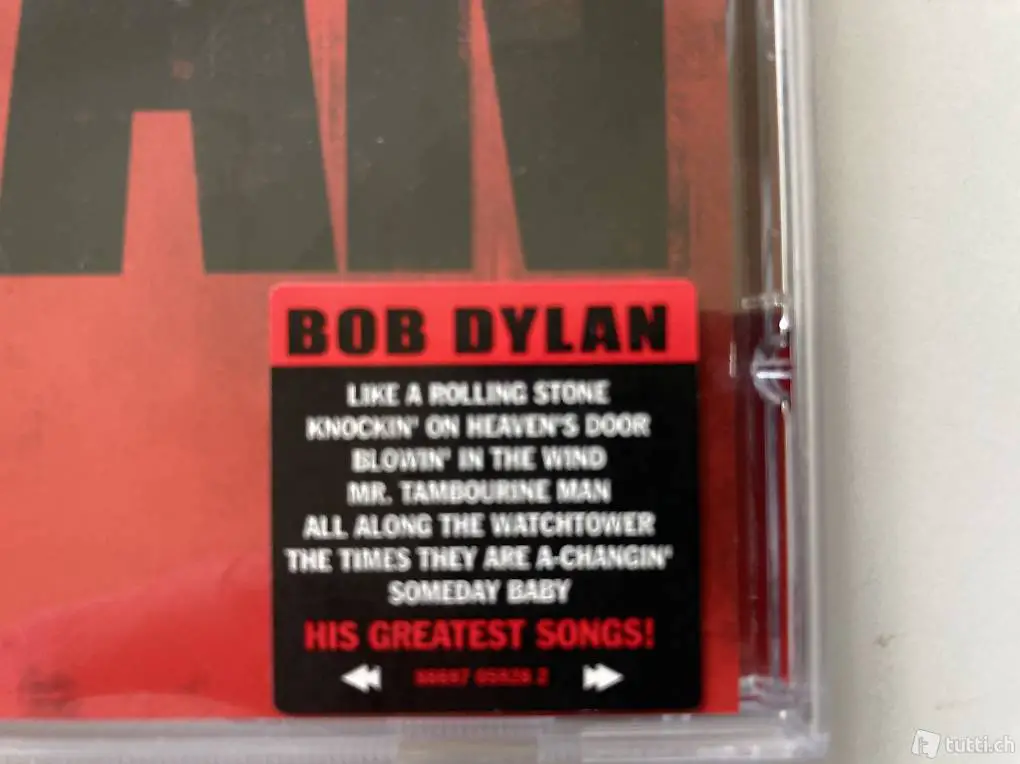 AN
BOB DYLAN
LIKE A ROLLING STONE
KNOCKIN' ON HEAVEN'S DOOR
BLOWIN' IN THE WIND
MR. TAMBOURINE MAN
ALL ALONG THE WATCHTOWER
THE TIMES THEY ARE A-CHANGIN'
SOMEDAY BABY
HIS GREATEST SONGS!
tutti.ch